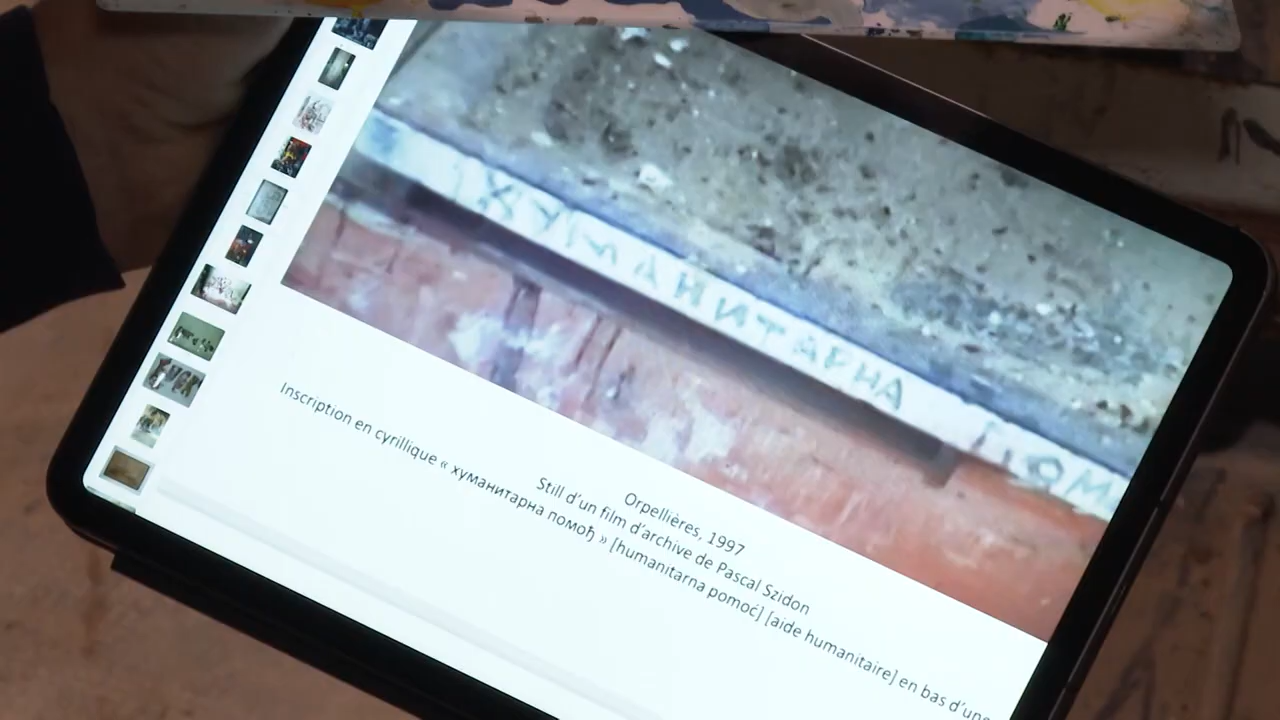 ХУМАНИТАРНА ПОМ
Orpellières, 1997
Still d'un film d'archive de Pascal Szidon
Inscription en cyrillique « хуманитарна помоћ » [humanitarna pomoć] [aide humanitaire] en bas d'une